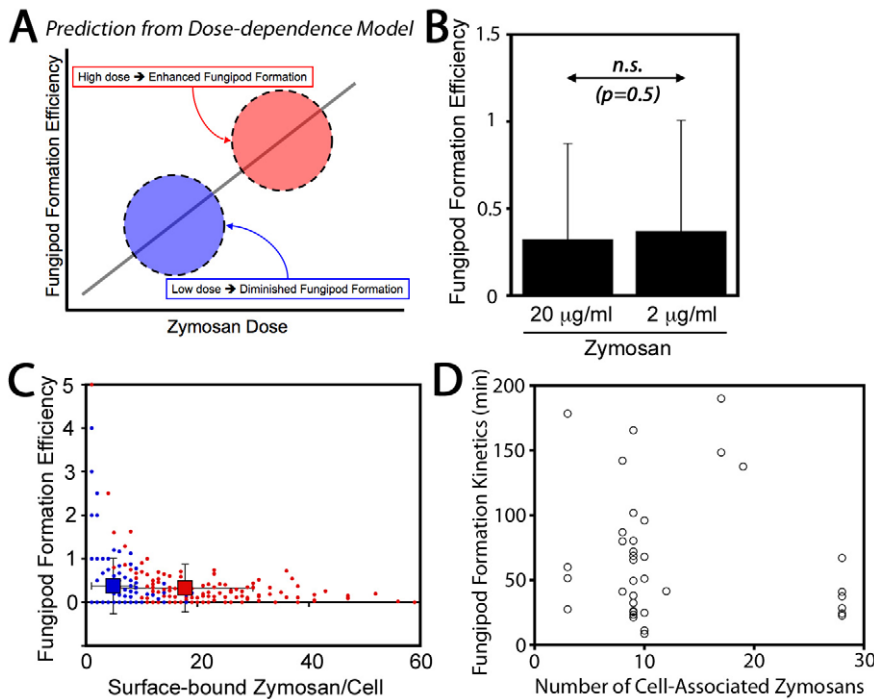 A
Prediction from Dose-dependence Model
Fungipod Formation Efficiency
High dose ➔ Enhanced Fungipod Formation
Low dose ➔ Diminished Fungipod Formation
Zymosan Dose
B
Fungipod Formation Efficiency
1.5
1
0.5
0
n.s.
(p=0.5)
20 μg/ml
2 μg/ml
Zymosan
C
Fungipod Formation Efficiency
5
4
3
2
1
0
0
20
40
60
Surface-bound Zymosan/Cell
D
Fungipod Formation Kinetics (min)
200
150
100
50
0
0
10
20
30
Number of Cell-Associated Zymosans